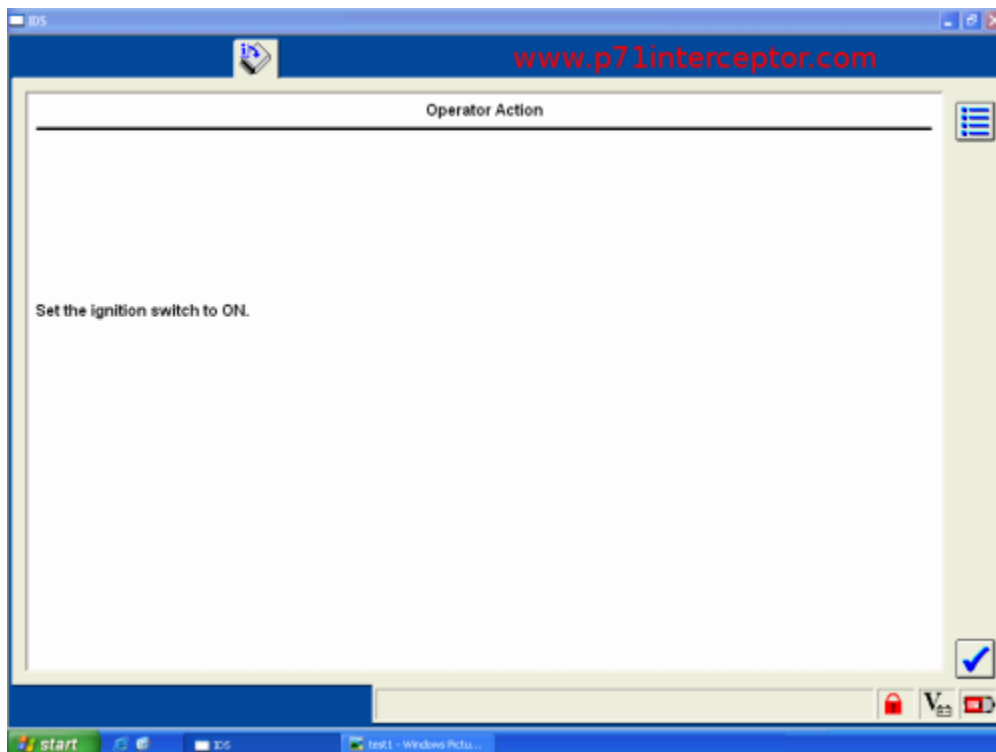 IDS
www.p71interceptor.com
Operator Action
Set the ignition switch to ON.
V
start
IDS
test1 - Windows Pictu...